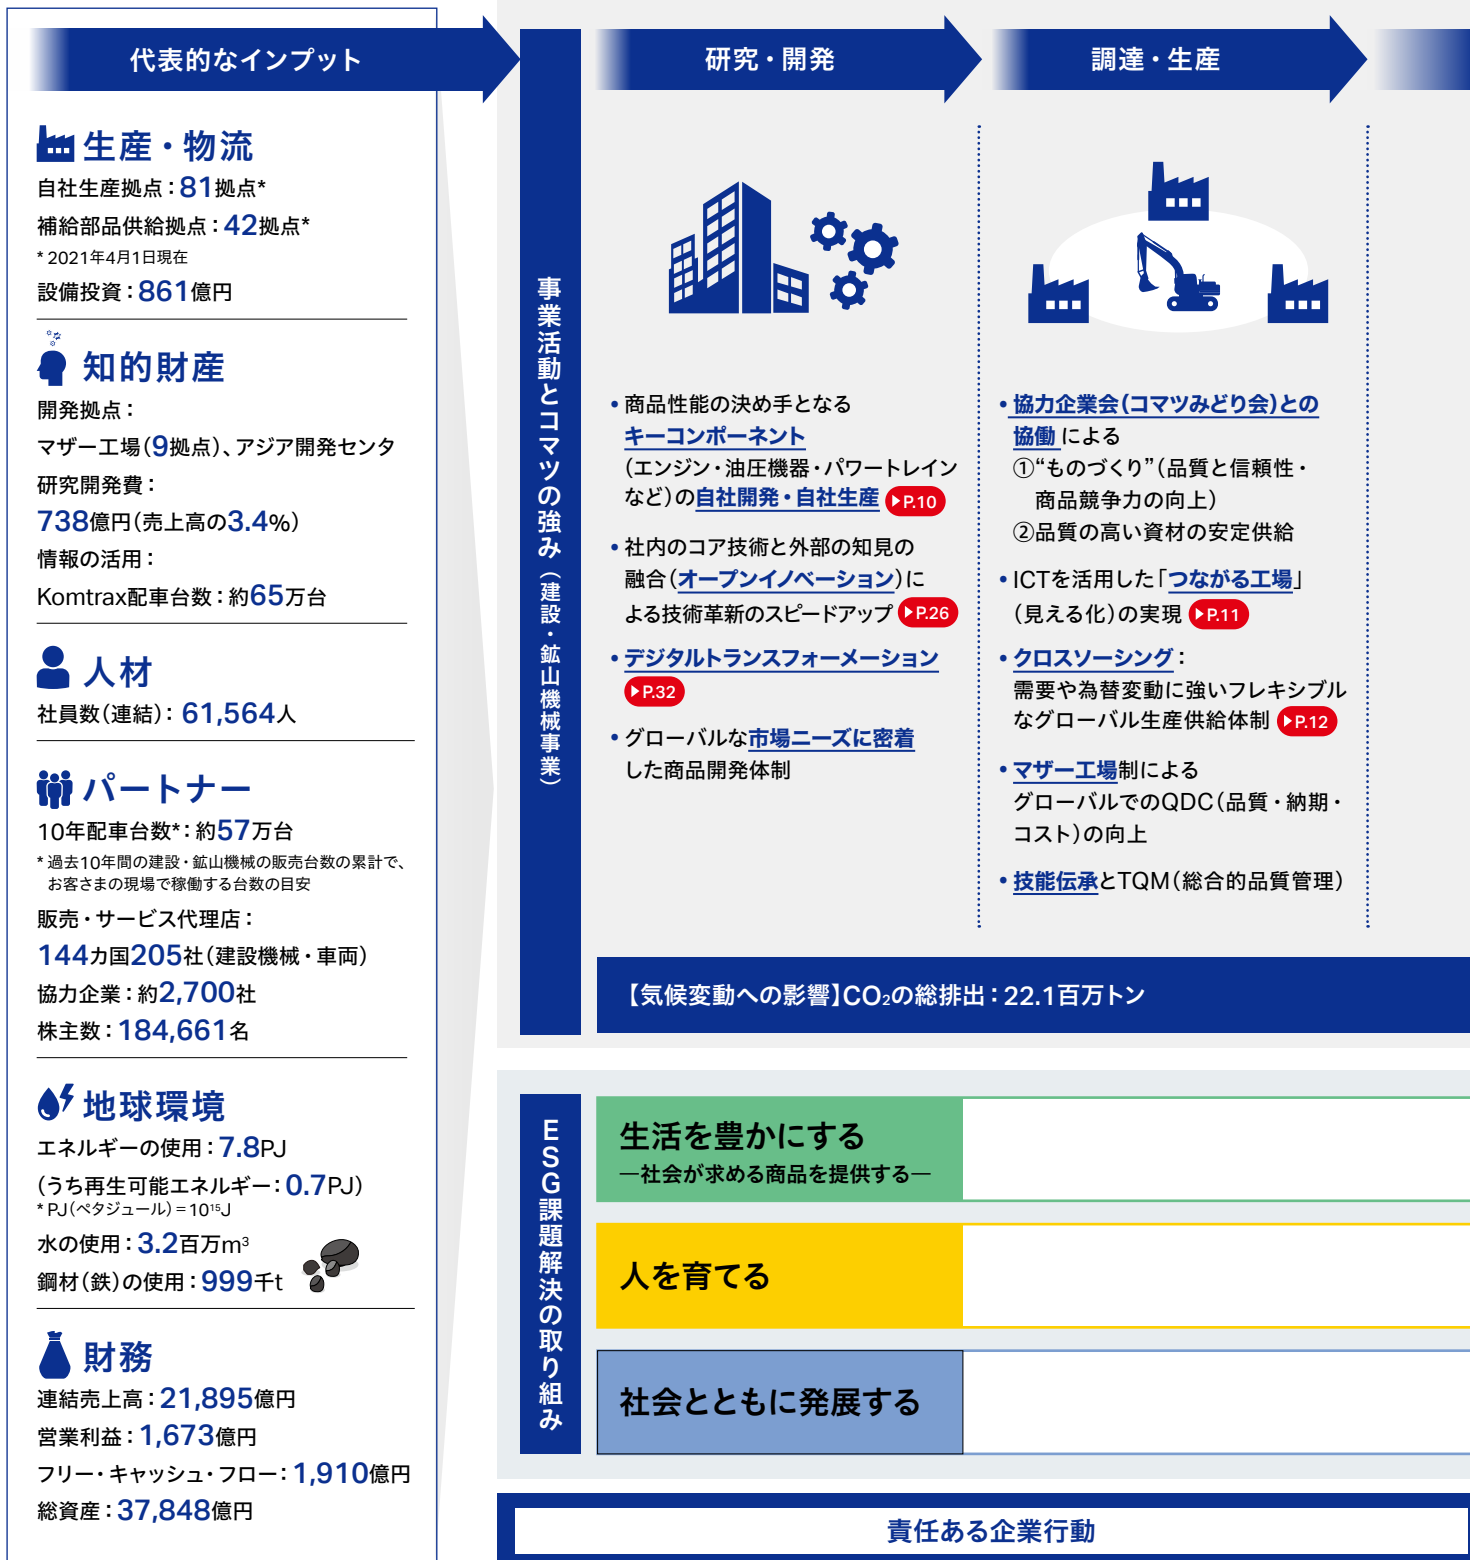 代表的なインプット
生産・物流
自社生産拠点：81拠点*
補給部品供給拠点：42拠点*
* 2021年4月1日現在
設備投資：861億円
知的財産
開発拠点：
マザー工場（9拠点）、アジア開発センタ
研究開発費：
738億円（売上高の3.4%）
情報の活用：
Komtrax配車台数：約65万台
人材
社員数（連結）：61,564人
パートナー
10年配車台数*：約57万台
* 過去10年間の建設・鉱山機械の販売台数の累計で、
お客さまの現場で稼働する台数の目安
販売・サービス代理店：
144カ国205社（建設機械・車両）
協力企業：約2,700社
株主数：184,661名
地球環境
エネルギーの使用：7.8PJ
（うち再生可能エネルギー：0.7PJ）
* PJ（ペタジュール）＝10¹⁵J
水の使用：3.2百万m³
鋼材（鉄）の使用：999千t
財務
連結売上高：21,895億円
営業利益：1,673億円
フリー・キャッシュ・フロー：1,910億円
総資産：37,848億円
事業活動とコマツの強み（建設・鉱山機械事業）
研究・開発
• 商品性能の決め手となる
キーコンポーネント
（エンジン・油圧機器・パワートレイン
など）の自社開発・自社生産 ▶P.10
• 社内のコア技術と外部の知見の
融合（オープンイノベーション）に
よる技術革新のスピードアップ ▶P.26
• デジタルトランスフォーメーション
▶P.32
• グローバルな市場ニーズに密着
した商品開発体制
調達・生産
• 協力企業会（コマツみどり会）との
協働による
①“ものづくり”（品質と信頼性・
商品競争力の向上）
②品質の高い資材の安定供給
• ICTを活用した「つながる工場」
（見える化）の実現 ▶P.11
• クロスソーシング：
需要や為替変動に強いフレキシブル
なグローバル生産供給体制 ▶P.12
• マザー工場制による
グローバルでのQDC（品質・納期・
コスト）の向上
• 技能伝承とTQM（総合的品質管理）
【気候変動への影響】CO₂の総排出：22.1百万トン
ESG課題解決の取り組み
生活を豊かにする
―社会が求める商品を提供する―
人を育てる
社会とともに発展する
責任ある企業行動